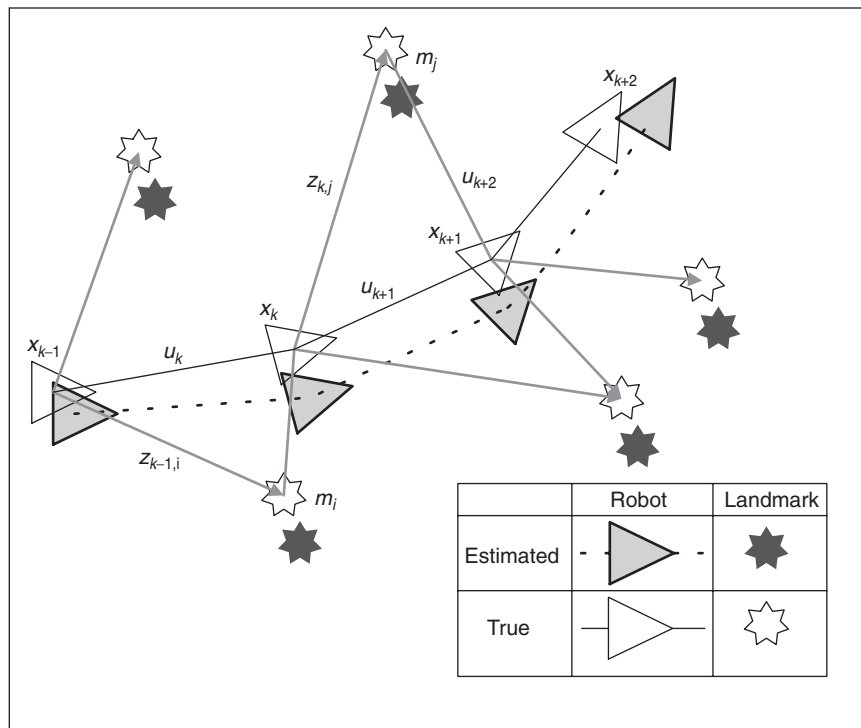 m_j
x_{k+2}
z_{k,j}
u_{k+2}
x_{k+1}
u_{k+1}
x_k
x_{k–1}
u_k
z_{k–1,i}
m_i
Robot Landmark
Estimated
True